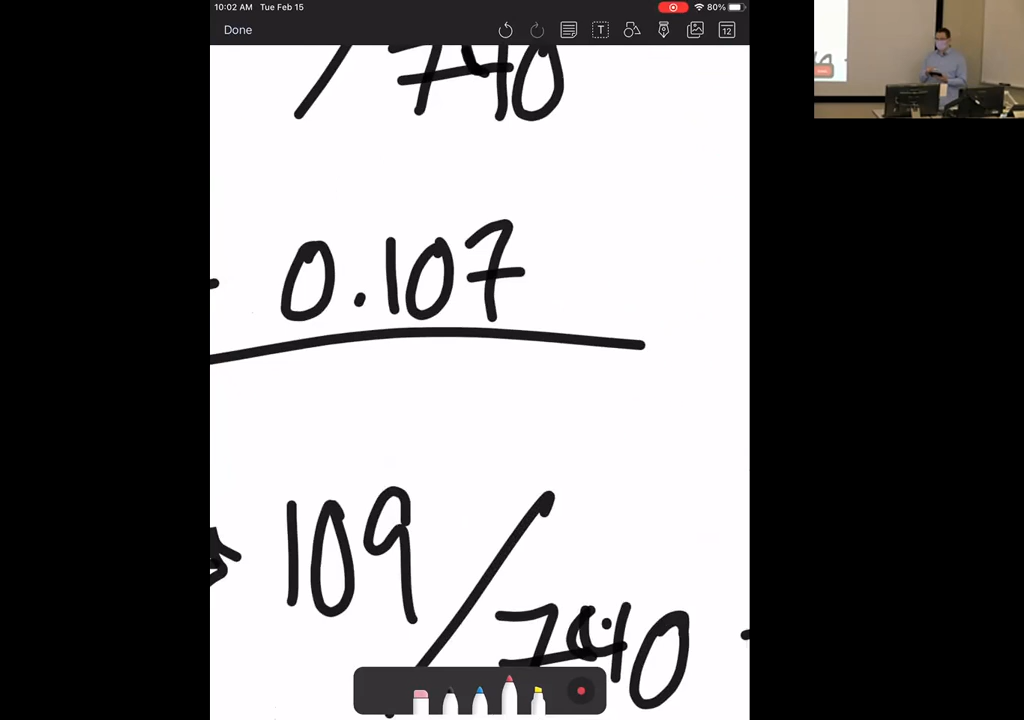 10:02 AM Tue Feb 15
80%
Done
T
12
/ 740
0.107
109 / 740